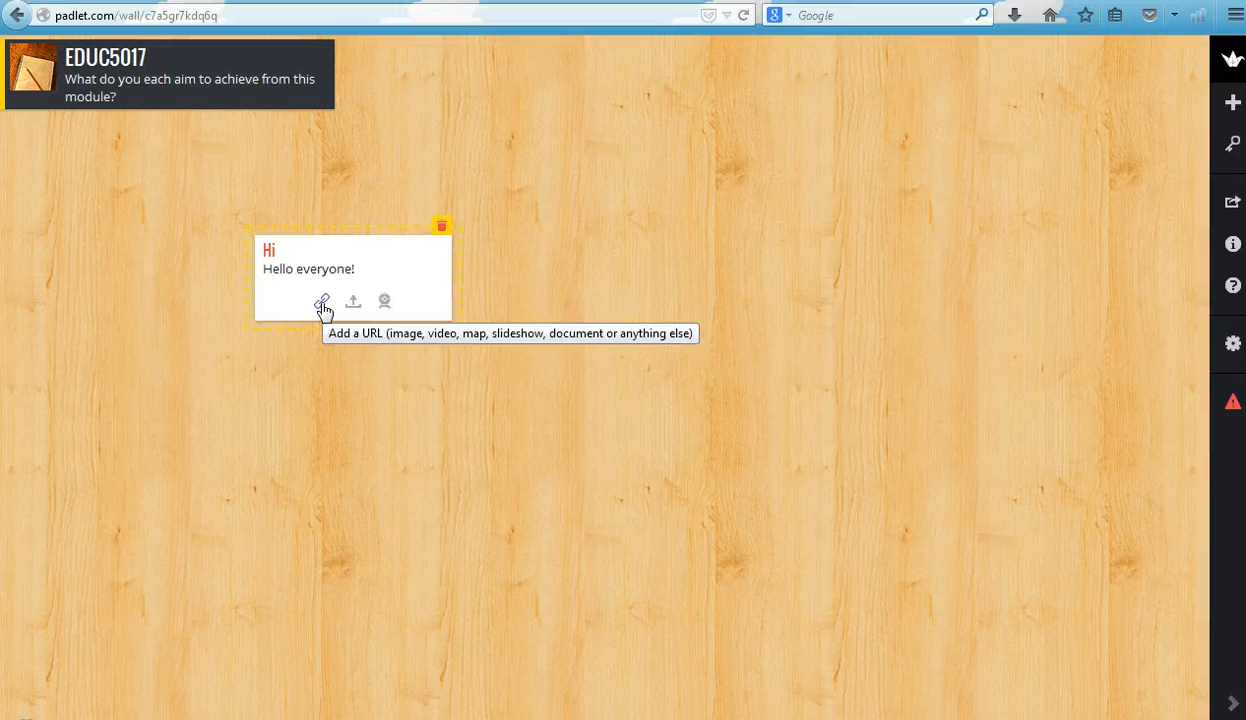 padlet.com/wall/c7a5gr7kdq6q
Google
EDUC5017
What do you each aim to achieve from this
module?
Hi
Hello everyone!
Add a URL (image, video, map, slideshow, document or anything else)